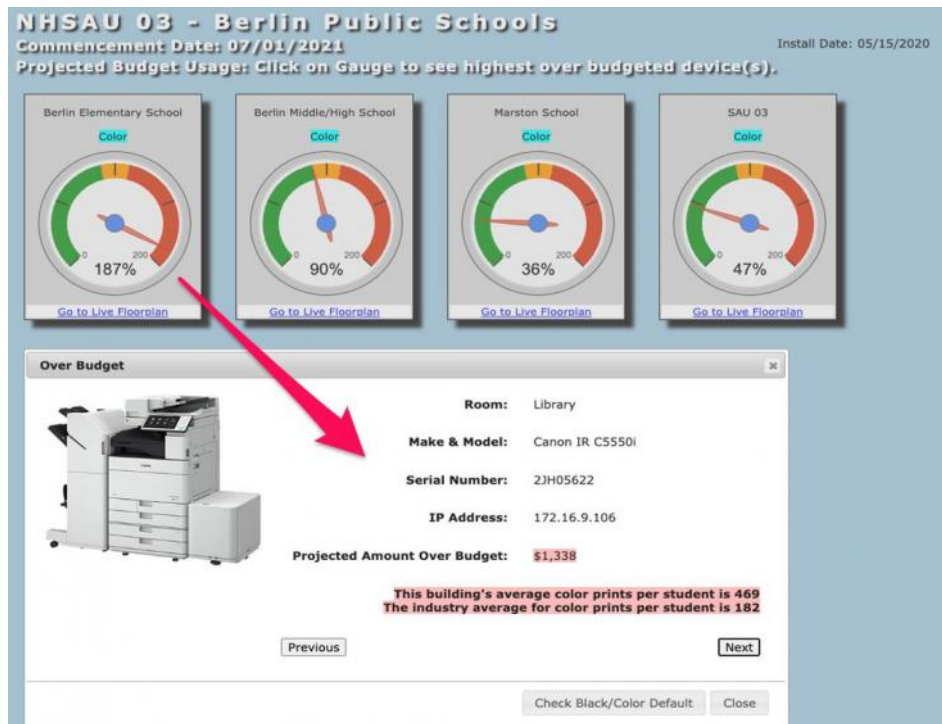 NHSAU 03 - Berlin Public Schools
Commencement Date: 07/01/2021
Install Date: 05/15/2020
Projected Budget Usage: Click on Gauge to see highest over budgeted device(s).
Berlin Elementary School
Color
0 200
187%
Go to Live Floorplan
Berlin Middle/High School
Color
0 200
90%
Go to Live Floorplan
Marston School
Color
0 200
36%
Go to Live Floorplan
SAU 03
Color
0 200
47%
Go to Live Floorplan
Over Budget
Room: Library
Make & Model: Canon IR C5550i
Serial Number: 2JH05622
IP Address: 172.16.9.106
Projected Amount Over Budget: $1,338
This building's average color prints per student is 469
The industry average for color prints per student is 182
Previous
Next
Check Black/Color Default
Close